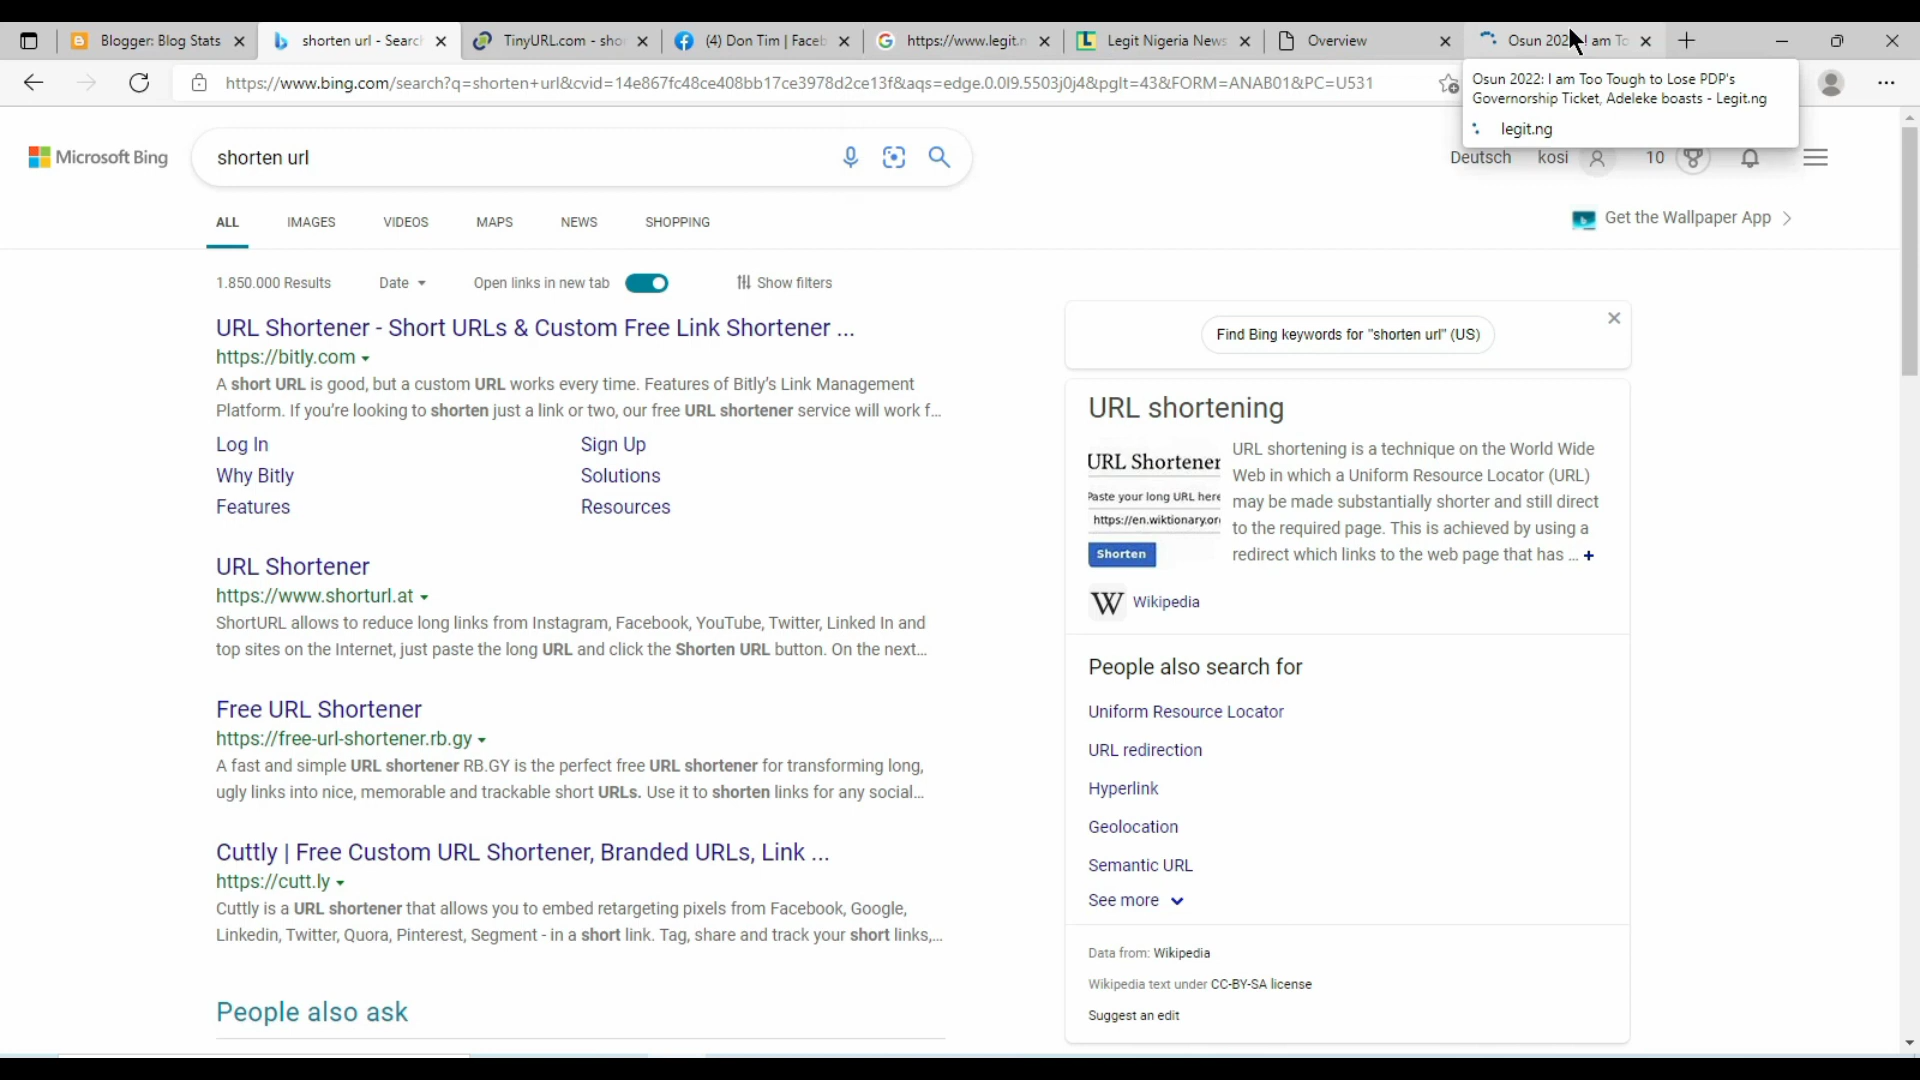 Blogger: Blog Stats
shorten url - Search
TinyURL.com - shor
(4) Don Tim | Faceb
https://www.legit.n
Legit Nigeria News
Overview
Osun 202 I am To
https://www.bing.com/search?q=shorten+url&cvid=14e867fc48ce408bb17ce3978d2ce13f&aqs=edge.0.0l9.5503j0j4&pglt=43&FORM=ANAB01&PC=U531
Osun 2022: I am Too Tough to Lose PDP's
Governorship Ticket, Adeleke boasts - Legit.ng
legit.ng
Microsoft Bing
shorten url
Deutsch
kosi
10
ALL
IMAGES
VIDEOS
MAPS
NEWS
SHOPPING
Get the Wallpaper App
1.850.000 Results
Date
Open links in new tab
Show filters
URL Shortener - Short URLs & Custom Free Link Shortener ...
https://bitly.com
A short URL is good, but a custom URL works every time. Features of Bitly's Link Management
Platform. If you're looking to shorten just a link or two, our free URL shortener service will work f...
Log In
Sign Up
Why Bitly
Solutions
Features
Resources
URL Shortener
https://www.shorturl.at
ShortURL allows to reduce long links from Instagram, Facebook, YouTube, Twitter, Linked In and
top sites on the Internet, just paste the long URL and click the Shorten URL button. On the next...
Free URL Shortener
https://free-url-shortener.rb.gy
A fast and simple URL shortener RB.GY is the perfect free URL shortener for transforming long,
ugly links into nice, memorable and trackable short URLs. Use it to shorten links for any social...
Cuttly | Free Custom URL Shortener, Branded URLs, Link ...
https://cutt.ly
Cuttly is a URL shortener that allows you to embed retargeting pixels from Facebook, Google,
Linkedin, Twitter, Quora, Pinterest, Segment - in a short link. Tag, share and track your short links,...
People also ask
Find Bing keywords for "shorten url" (US)
URL shortening
URL Shortener
Paste your long URL here
https://en.wiktionary.or
Shorten
URL shortening is a technique on the World Wide
Web in which a Uniform Resource Locator (URL)
may be made substantially shorter and still direct
to the required page. This is achieved by using a
redirect which links to the web page that has ... +
W Wikipedia
People also search for
Uniform Resource Locator
URL redirection
Hyperlink
Geolocation
Semantic URL
See more
Data from: Wikipedia
Wikipedia text under CC-BY-SA license
Suggest an edit